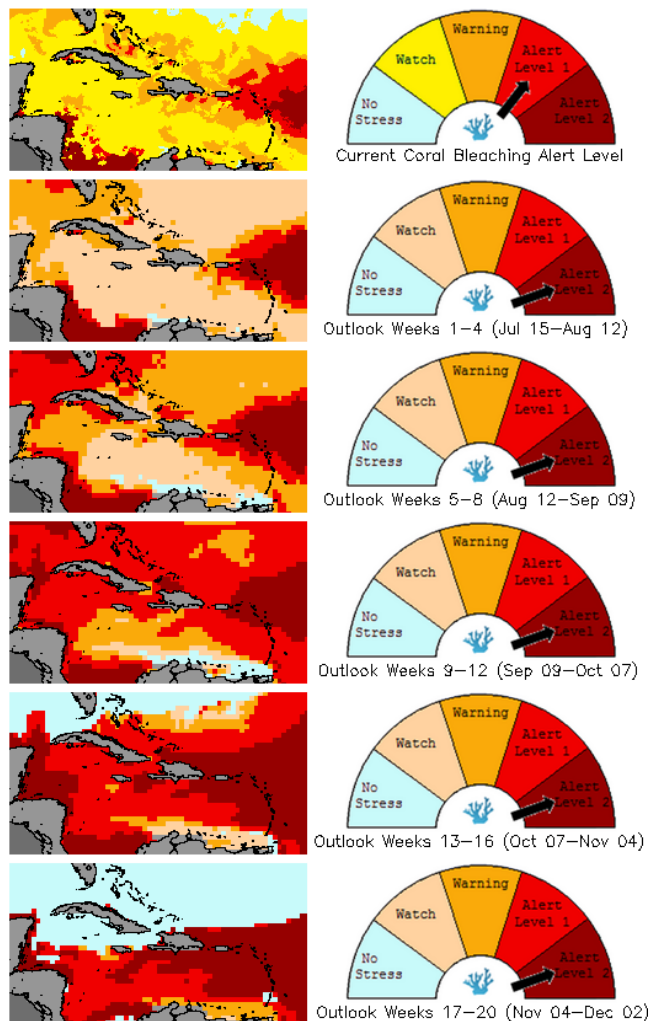 Watch
Warning
Alert
Level 1
No
Stress
Alert
Level 2
Current Coral Bleaching Alert Level
Watch
Warning
Alert
Level 1
No
Stress
Alert
Level 2
Outlook Weeks 1-4 (Jul 15-Aug 12)
Watch
Warning
Alert
Level 1
No
Stress
Alert
Level 2
Outlook Weeks 5-8 (Aug 12-Sep 09)
Watch
Warning
Alert
Level 1
No
Stress
Alert
Level 2
Outlook Weeks 9-12 (Sep 09-Oct 07)
Watch
Warning
Alert
Level 1
No
Stress
Alert
Level 2
Outlook Weeks 13-16 (Oct 07-Nov 04)
Watch
Warning
Alert
Level 1
No
Stress
Alert
Level 2
Outlook Weeks 17-20 (Nov 04-Dec 02)